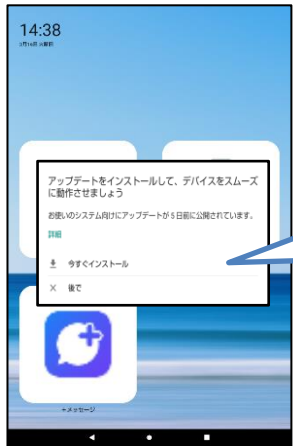 14:38
アップデートをインストールして、デバイスをスムーズ
に動作させましょう
お使いのシステム向けにアップデートが 5 日前に公開されています。
詳細
今すぐインストール
後で
+メッセージ